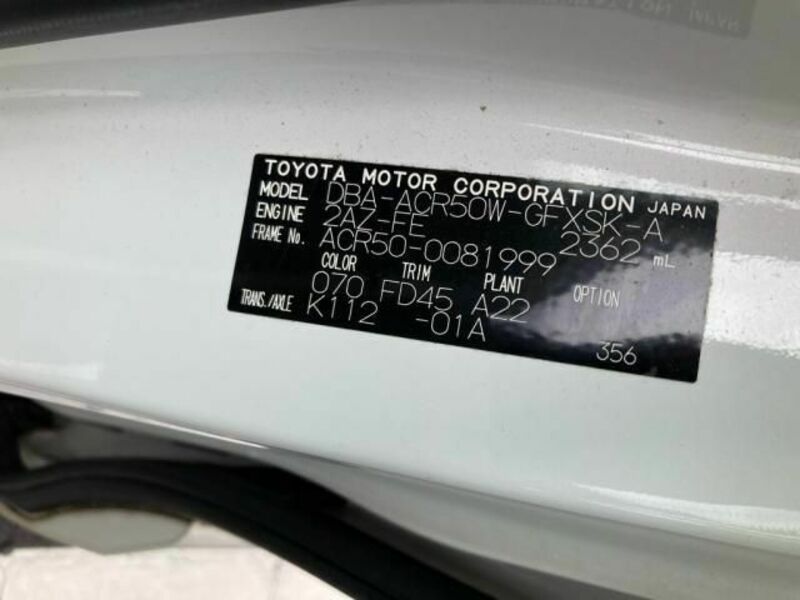 TOYOTA MOTOR CORPORATION JAPAN
MODEL DBA-ACR50W-GFXSK-A
ENGINE 2AZ-FE 2362 mL
FRAME No. ACR50-0081999
COLOR TRIM PLANT OPTION
070 FD45 A22
TRANS./AXLE K112 -01A
356